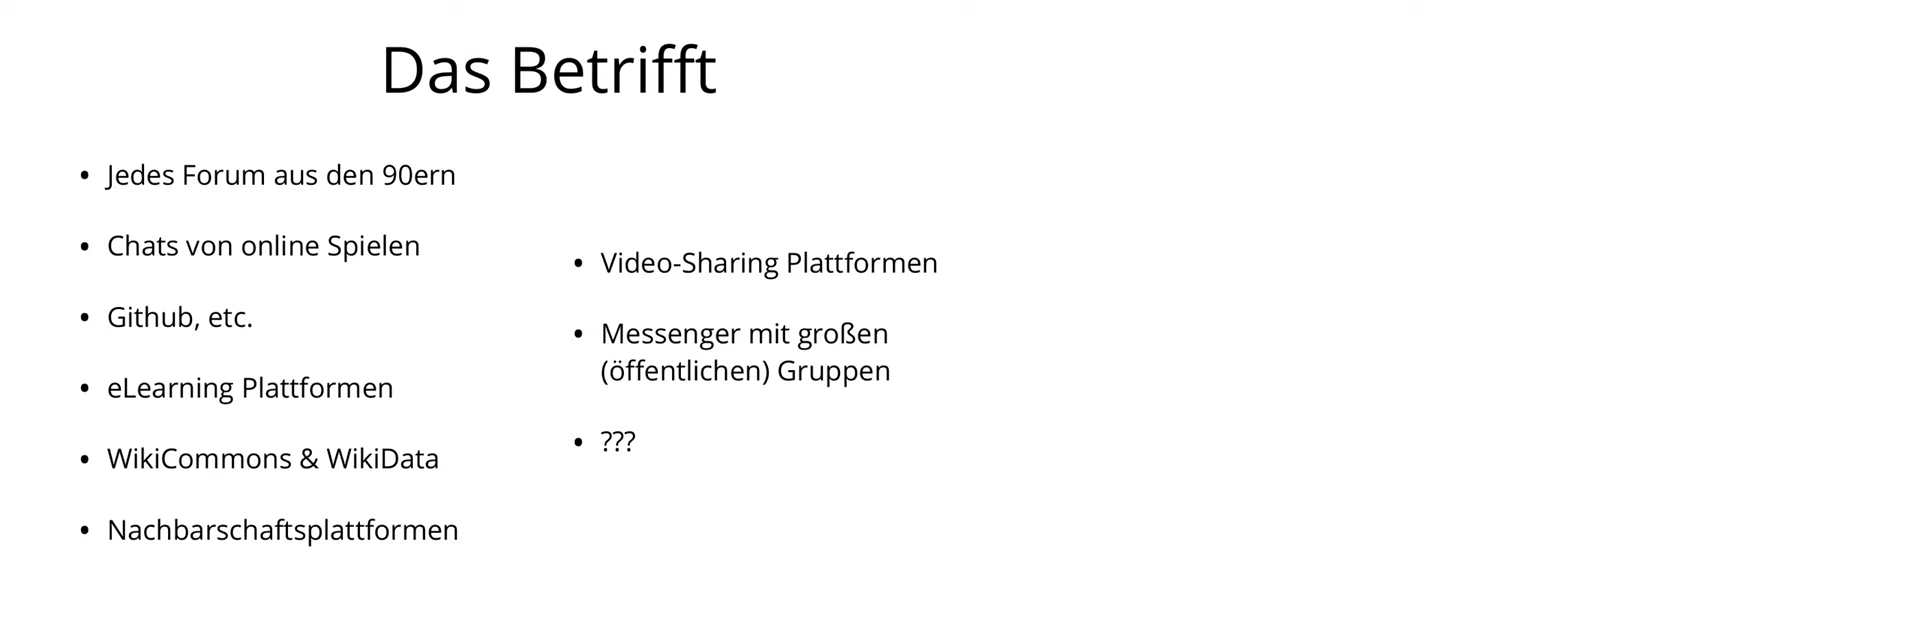 Das Betrifft
• Jedes Forum aus den 90ern
• Chats von online Spielen
• Github, etc.
• eLearning Plattformen
• WikiCommons & WikiData
• Nachbarschaftsplattformen
• Video-Sharing Plattformen
• Messenger mit großen
(öffentlichen) Gruppen
• ???